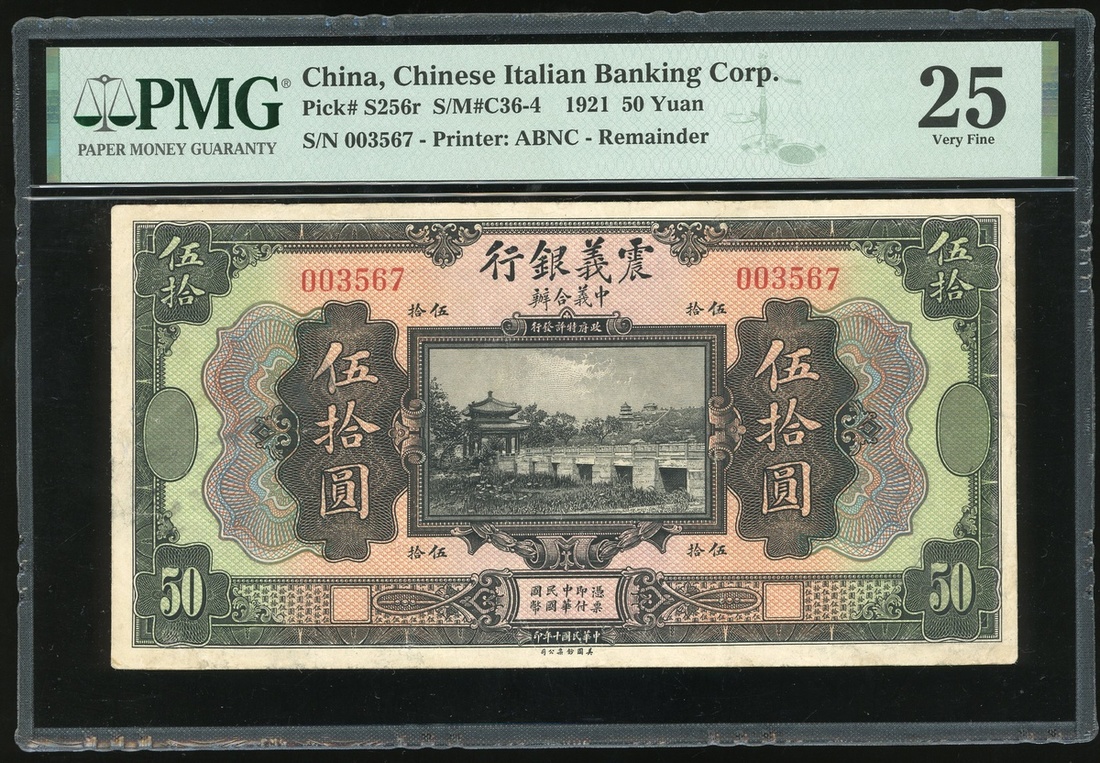 PMG®
PAPER MONEY GUARANTY
China, Chinese Italian Banking Corp.
Pick# S256r S/M#C36-4 1921 50 Yuan
S/N 003567 - Printer: ABNC - Remainder
25
Very Fine
伍拾
伍拾
行銀義震
辦合義中
003567
003567
拾伍
拾伍
行發許特府政
伍拾圓
伍拾圓
拾伍
拾伍
50
50
國民中印憑
幣國華付票
印年十國民華中
司公鈔國美